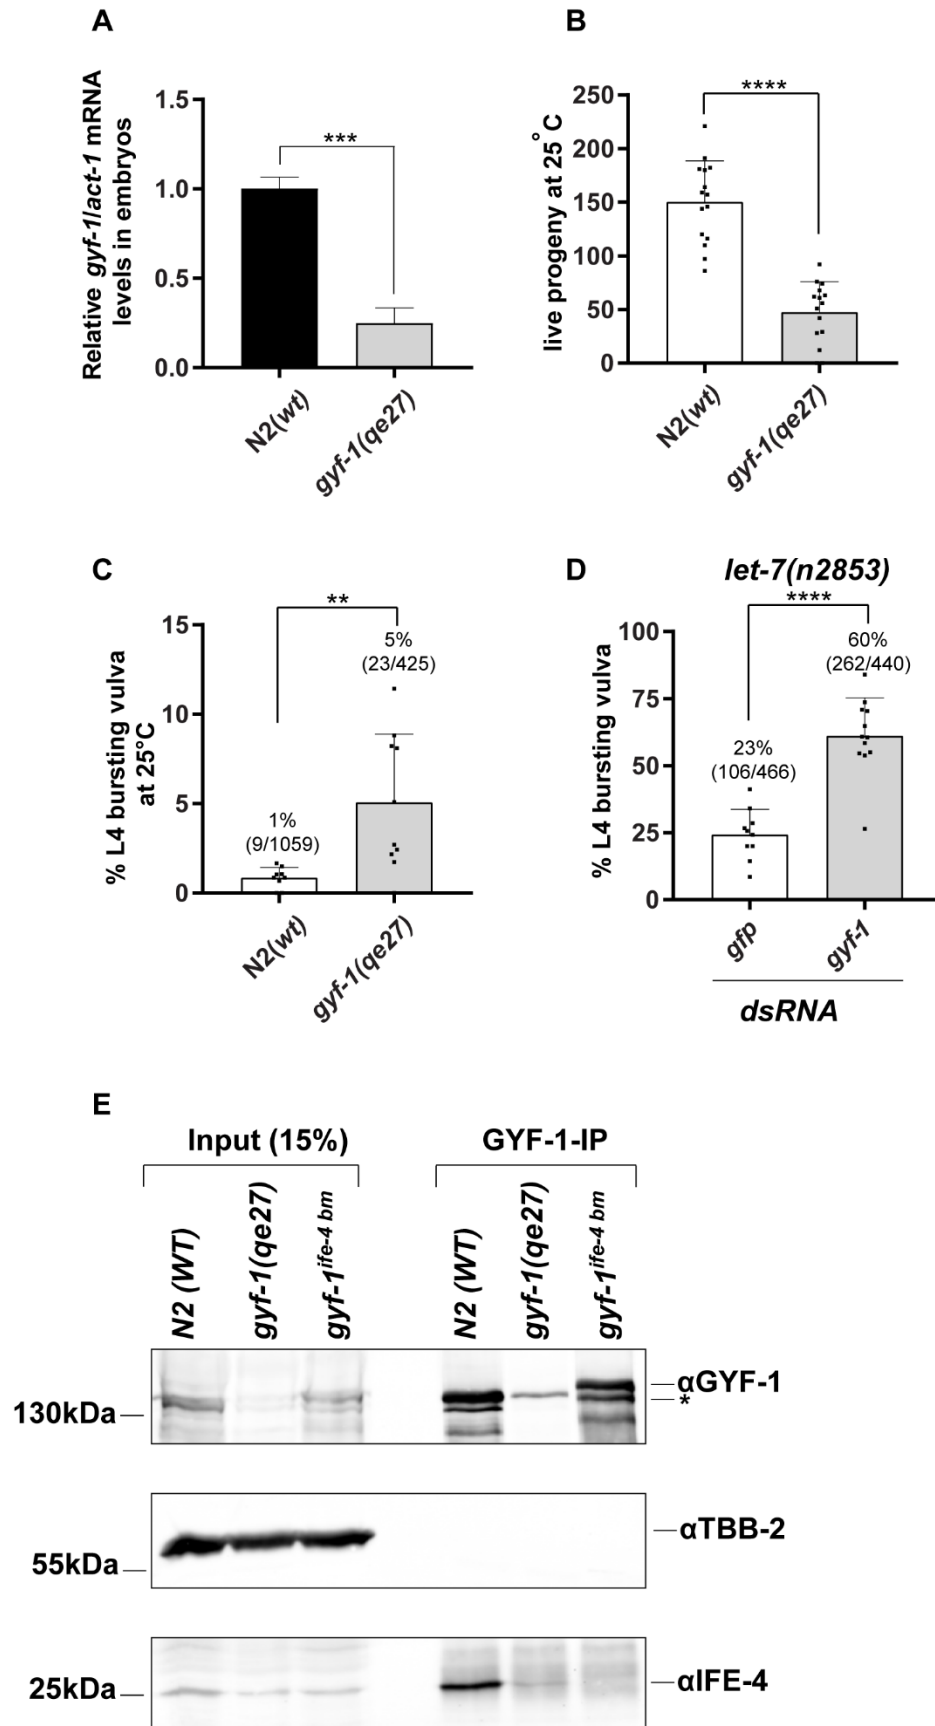 A
Relative gyf-1/act-1 mRNA
levels in embryos
1.5
1.0
0.5
0.0
***
N2(wt)
gyf-1(qe27)
B
live progeny at 25°C
250
200
150
100
50
0
****
N2(wt)
gyf-1(qe27)
C
% L4 bursting vulva
at 25°C
15
10
5
0
**
1%
(9/1059)
5%
(23/425)
N2(wt)
gyf-1(qe27)
D
let-7(n2853)
% L4 bursting vulva
100
75
50
25
0
****
23%
(106/466)
60%
(262/440)
gfp
gyf-1
dsRNA
E
Input (15%)
GYF-1-IP
N2 (WT)
gyf-1(qe27)
gyf-1ife-4 bm
N2 (WT)
gyf-1(qe27)
gyf-1ife-4 bm
130kDa
αGYF-1
*
55kDa
αTBB-2
25kDa
αIFE-4